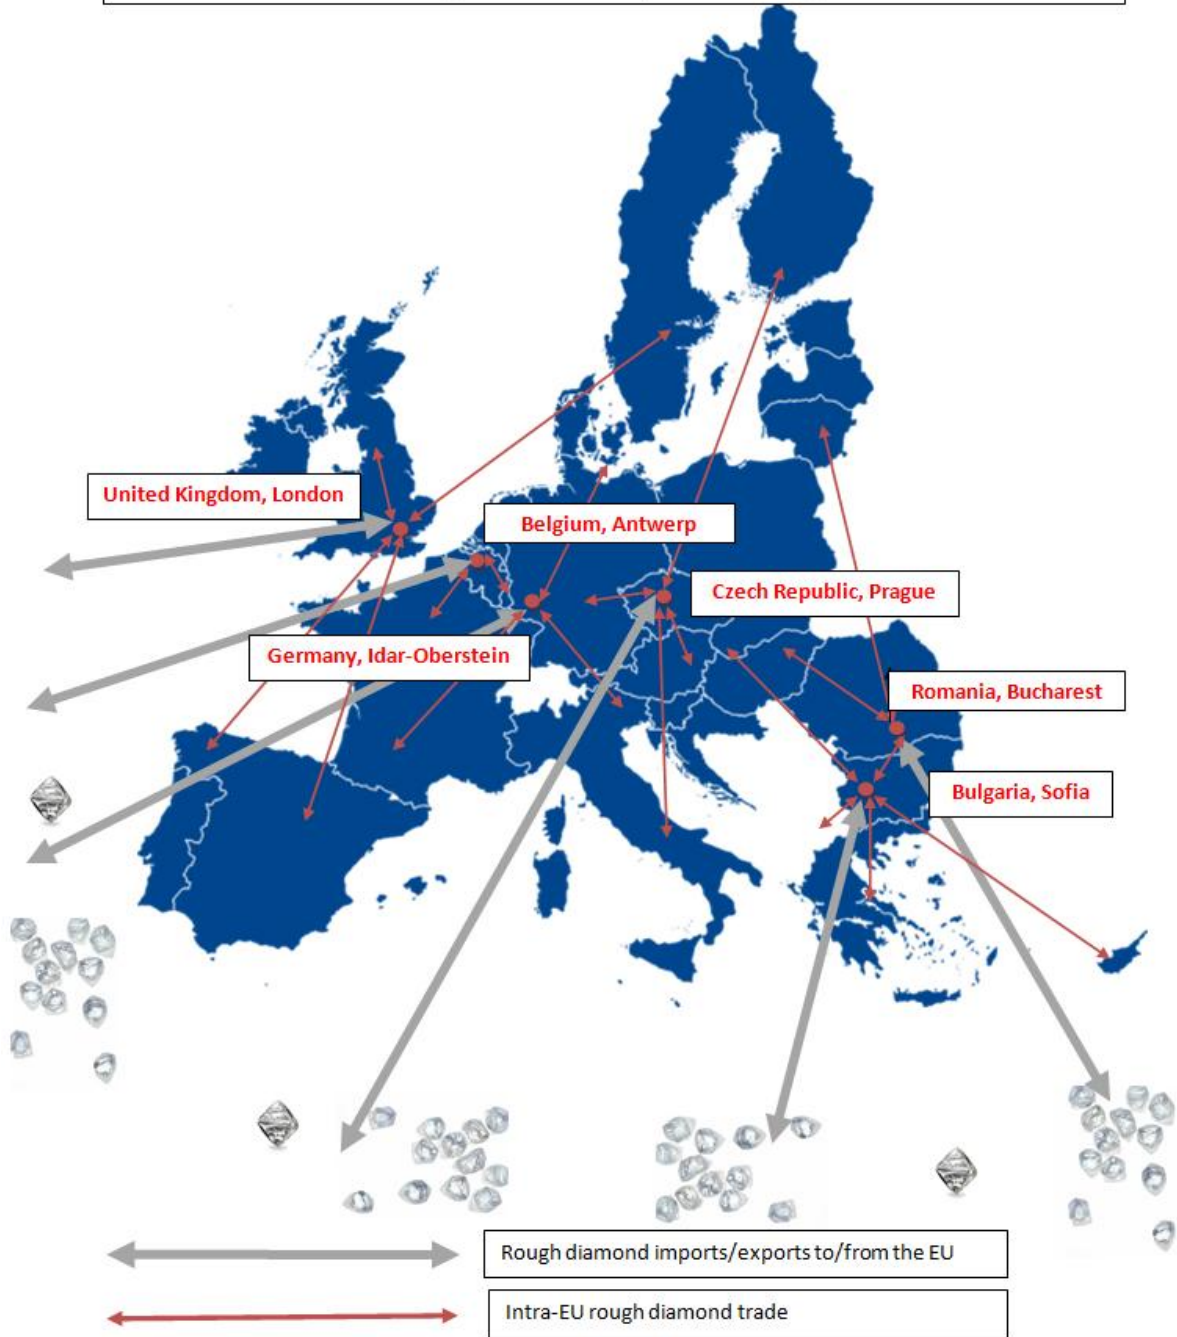 United Kingdom, London
Belgium, Antwerp
Czech Republic, Prague
Germany, Idar-Oberstein
Romania, Bucharest
Bulgaria, Sofia
Rough diamond imports/exports to/from the EU
Intra-EU rough diamond trade